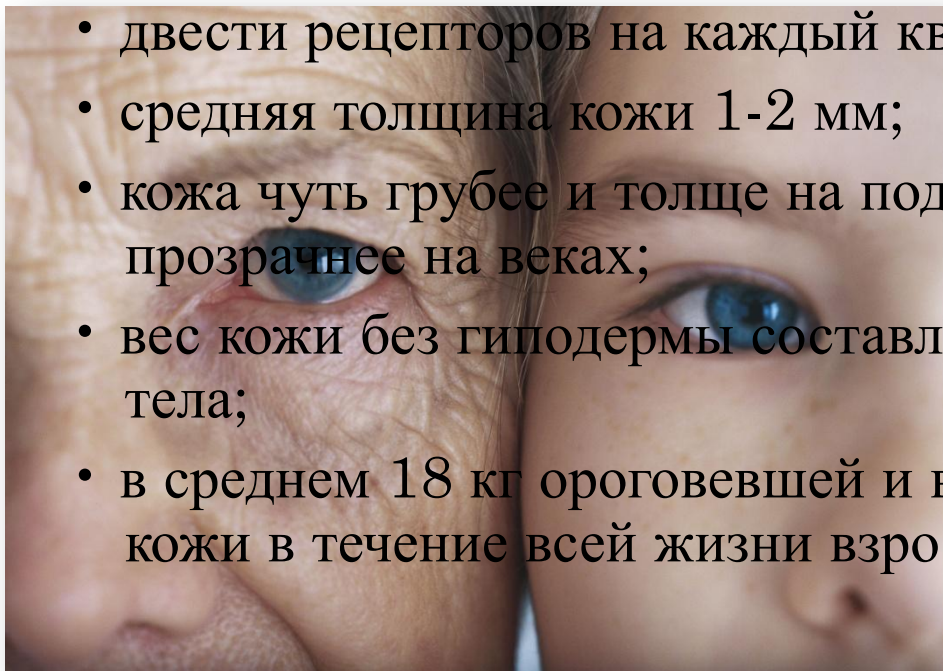 • двести рецепторов на каждый кв
• средняя толщина кожи 1-2 мм;
• кожа чуть грубее и толще на под
прозрачнее на веках;
• вес кожи без гиподермы составл
тела;
• в среднем 18 кг ороговевшей и н
кожи в течение всей жизни взро